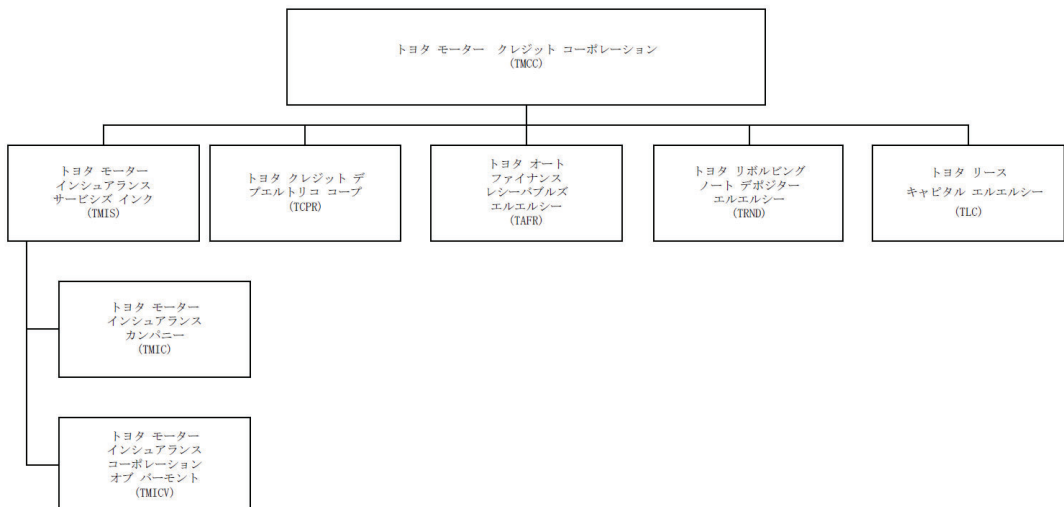 トヨタ モーター　クレジット コーポレーション
(TMCC)
トヨタ モーター
インシュアランス
サービシズ インク
(TMIS)
トヨタ クレジット デ
プエルトリコ コープ
(TCPR)
トヨタ オート
ファイナンス
レシーバブルズ
エルエルシー
(TAFR)
トヨタ リボルビング
ノート デポジター
エルエルシー
(TRND)
トヨタ リース
キャピタル エルエルシー
(TLC)
トヨタ モーター
インシュアランス
カンパニー
(TMIC)
トヨタ モーター
インシュアランス
コーポレーション
オブ バーモント
(TMICV)